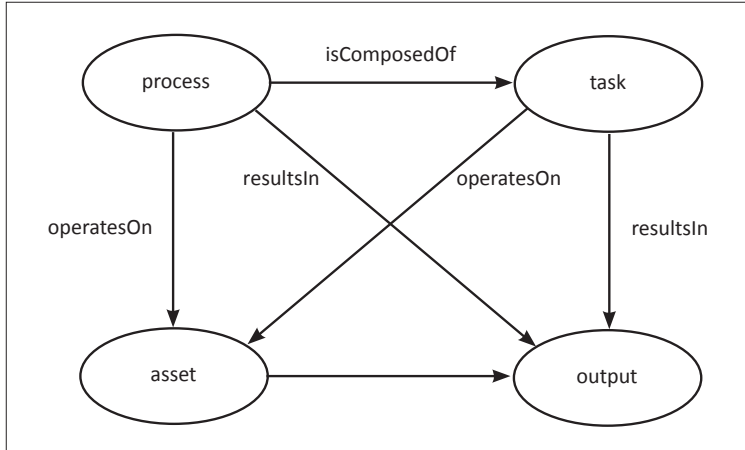 isComposedOf
process
task
resultsIn
operatesOn
operatesOn
resultsIn
asset
output